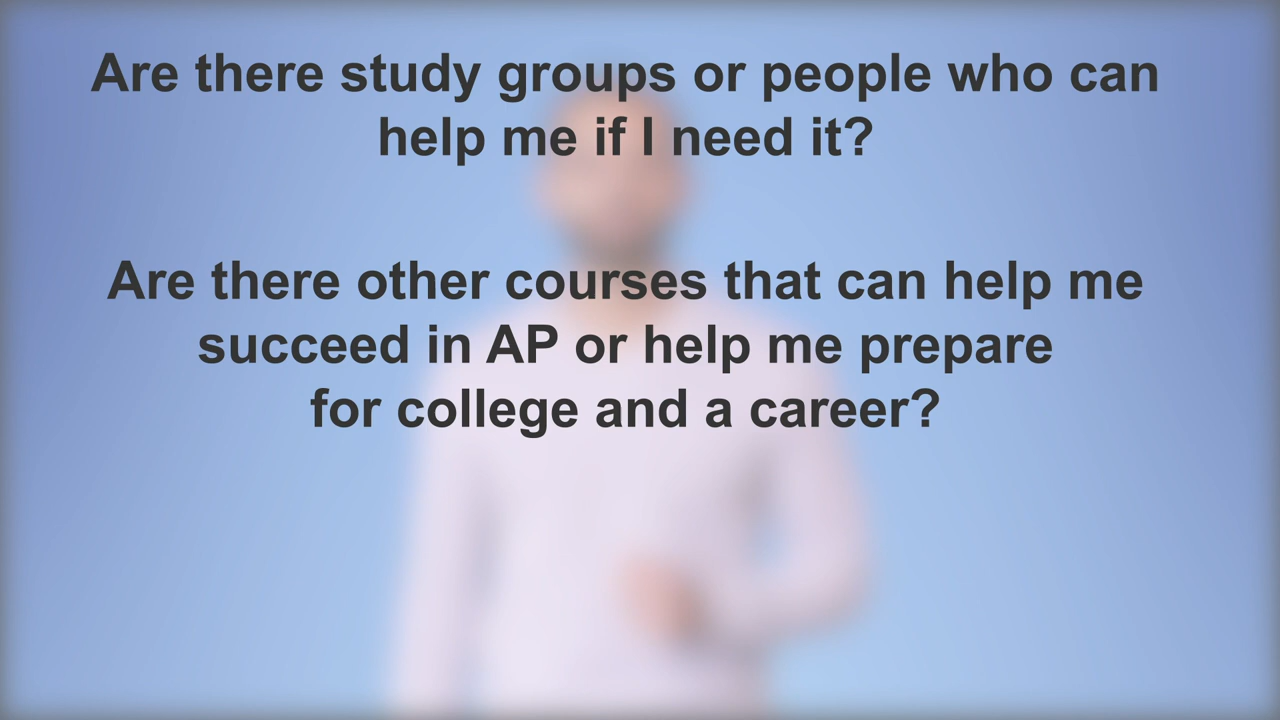 Are there study groups or people who can
help me if I need it?
Are there other courses that can help me
succeed in AP or help me prepare
for college and a career?